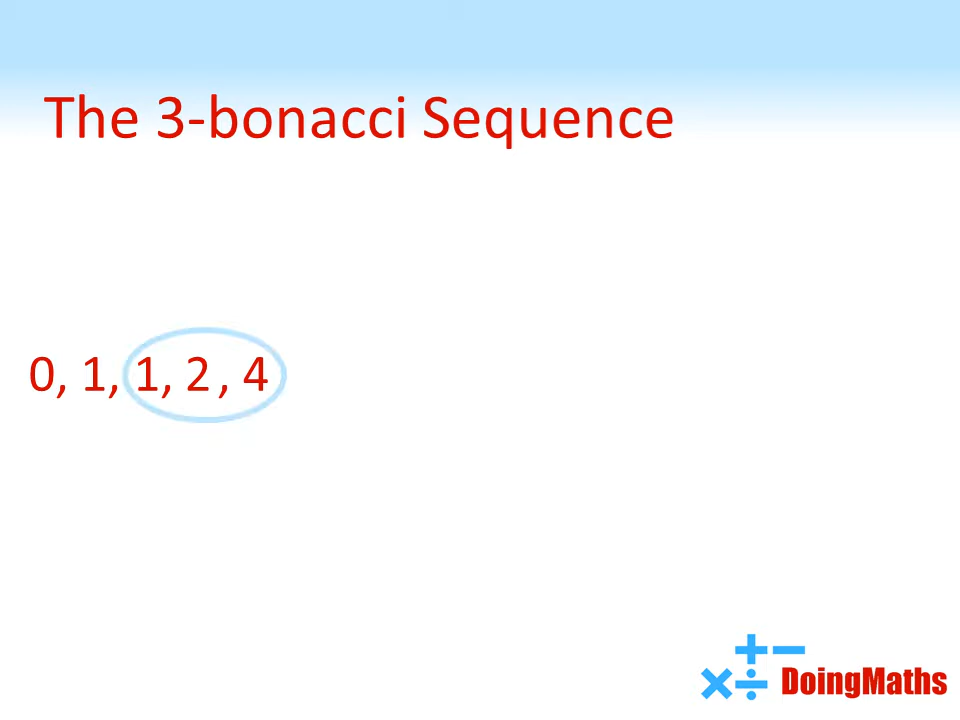 The 3-bonacci Sequence
0, 1, 1, 2 , 4
DoingMaths